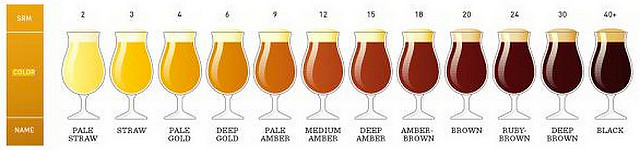 SRM 2 3 4 6 9 12 15 18 20 24 30 40+
COLOR
NAME
PALE
STRAW
STRAW
PALE
GOLD
DEEP
GOLD
PALE
AMBER
MEDIUM
AMBER
DEEP
AMBER
AMBER-
BROWN
BROWN
RUBY-
BROWN
DEEP
BROWN
BLACK